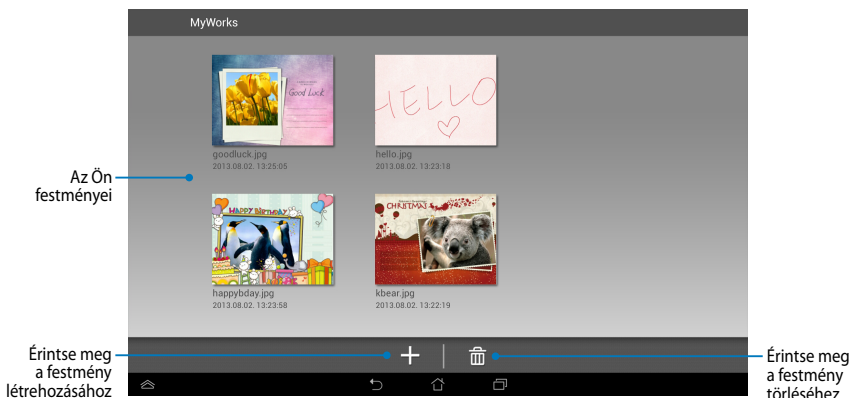 MyWorks
Good Luck
HELLO
goodluck.jpg
2013.08.02. 13:25:05
hello.jpg
2013.08.02. 13:23:18
Az Ön
festményei
HAPPY BIRTHDAY
CHRISTMAS
happybday.jpg
2013.08.02. 13:23:58
kbear.jpg
2013.08.02. 13:22:19
Érintse meg
a festmény
létrehozásához
Érintse meg
a festmény
törléséhez